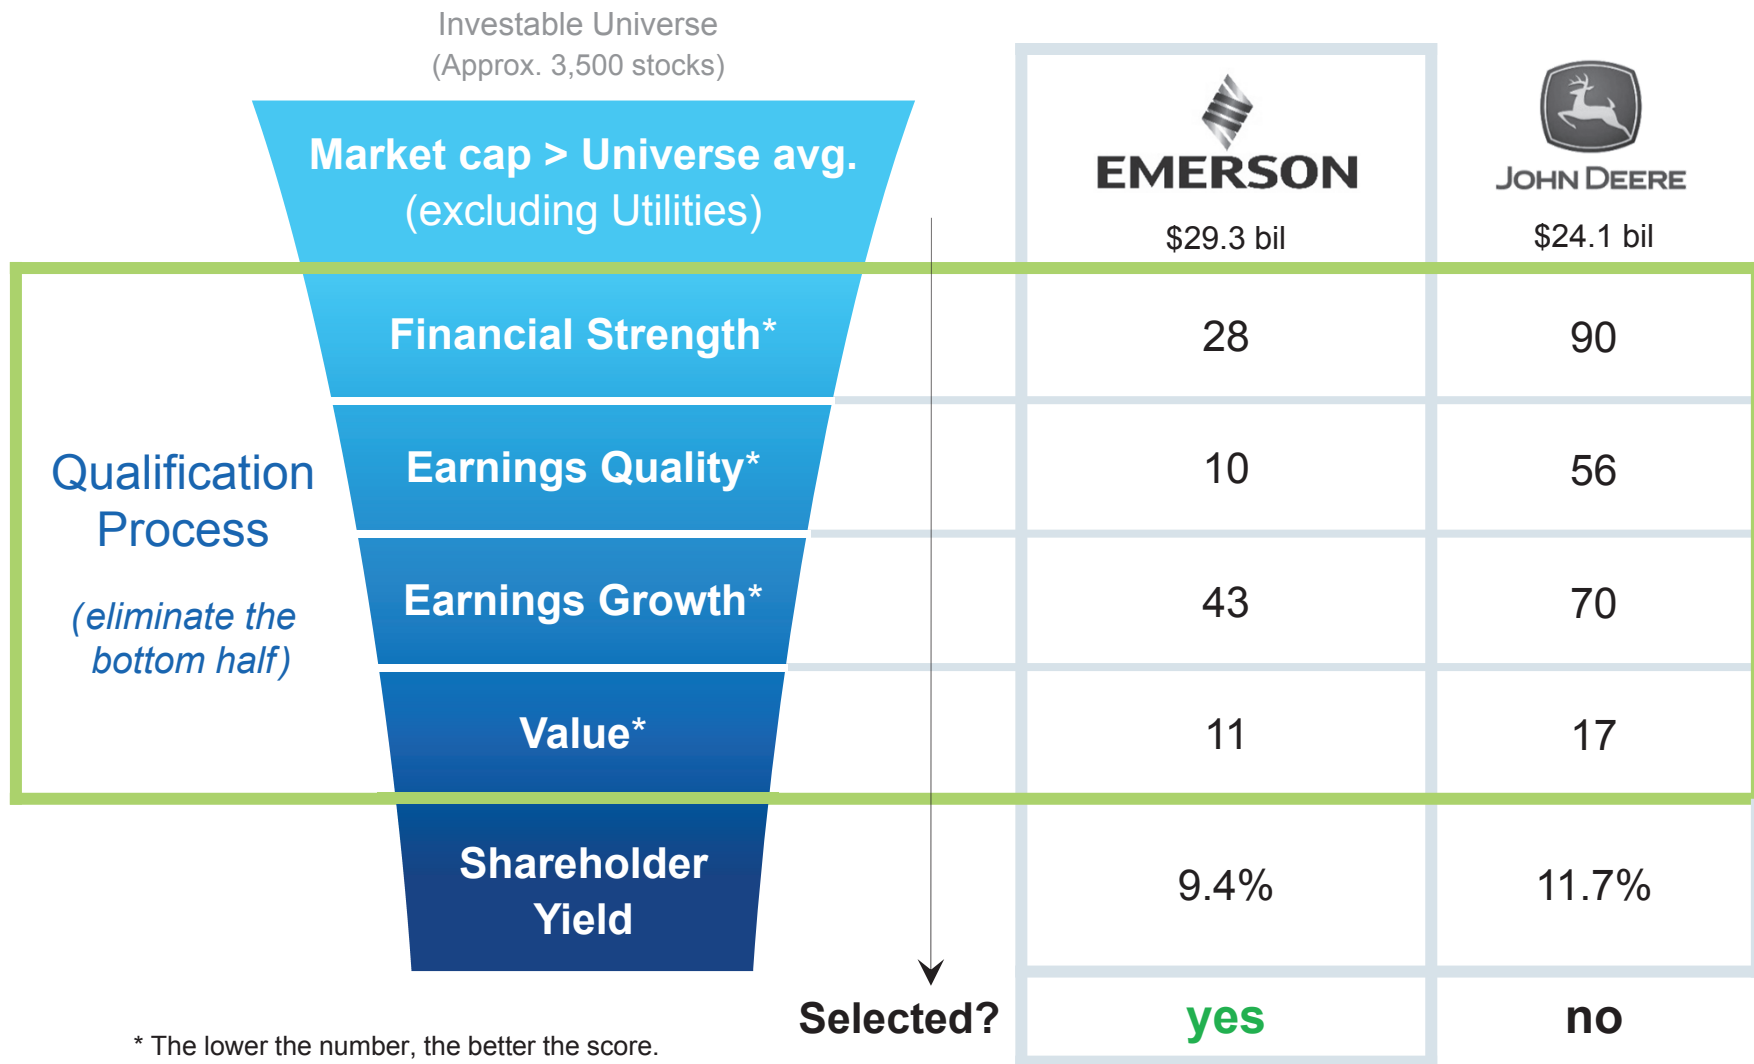 Investable Universe
(Approx. 3,500 stocks)
Market cap > Universe avg.
(excluding Utilities)
EMERSON
JOHN DEERE
$29.3 bil
$24.1 bil
Qualification
Process
(eliminate the
bottom half)
Financial Strength*
28
90
Earnings Quality*
10
56
Earnings Growth*
43
70
Value*
11
17
Shareholder
Yield
9.4%
11.7%
Selected?
yes
no
* The lower the number, the better the score.